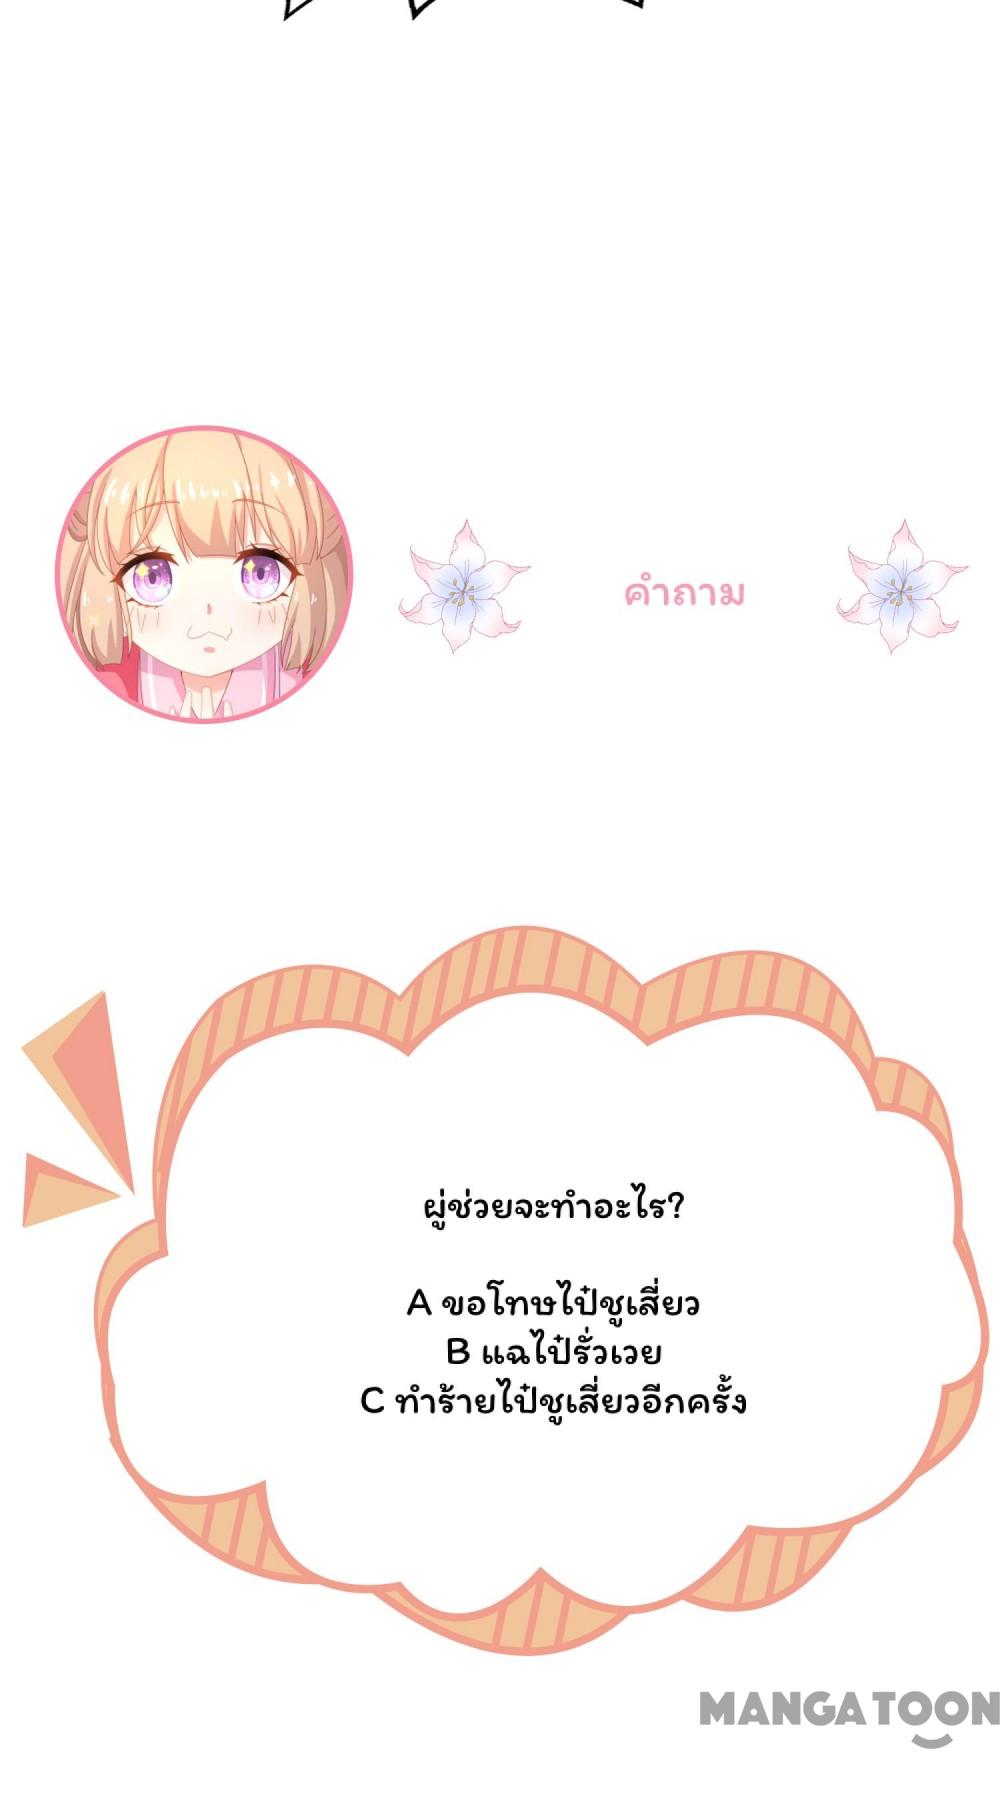 คำถาม
ผู้ช่วยจะทำอะไร?
A ขอโทษไป๋ชูเสี่ยว
B แฉไป๋รั่วเวย
C ทำร้ายไป๋ชูเสี่ยวอีกครั้ง
MANGATOON